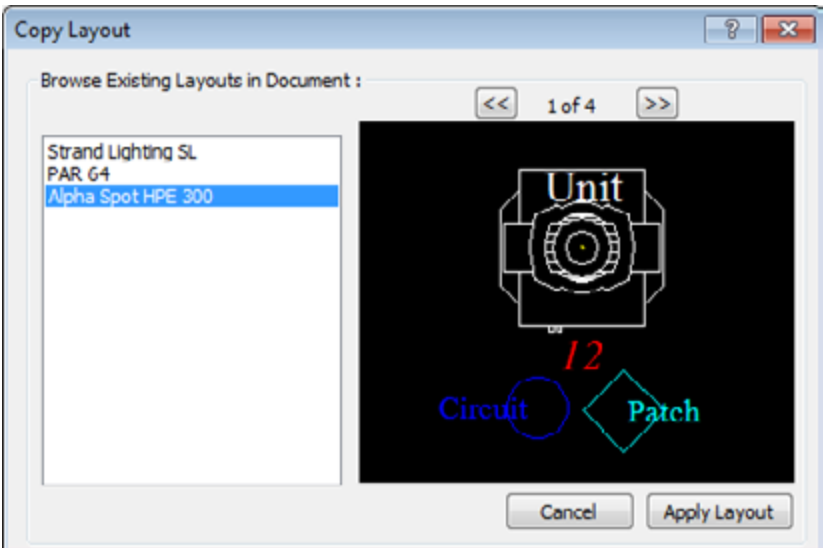 Copy Layout
?
Browse Existing Layouts in Document :
<< 1 of 4 >>
Strand Lighting SL
PAR 64
Alpha Spot HPE 300
Unit
12
Circuit Patch
Cancel Apply Layout